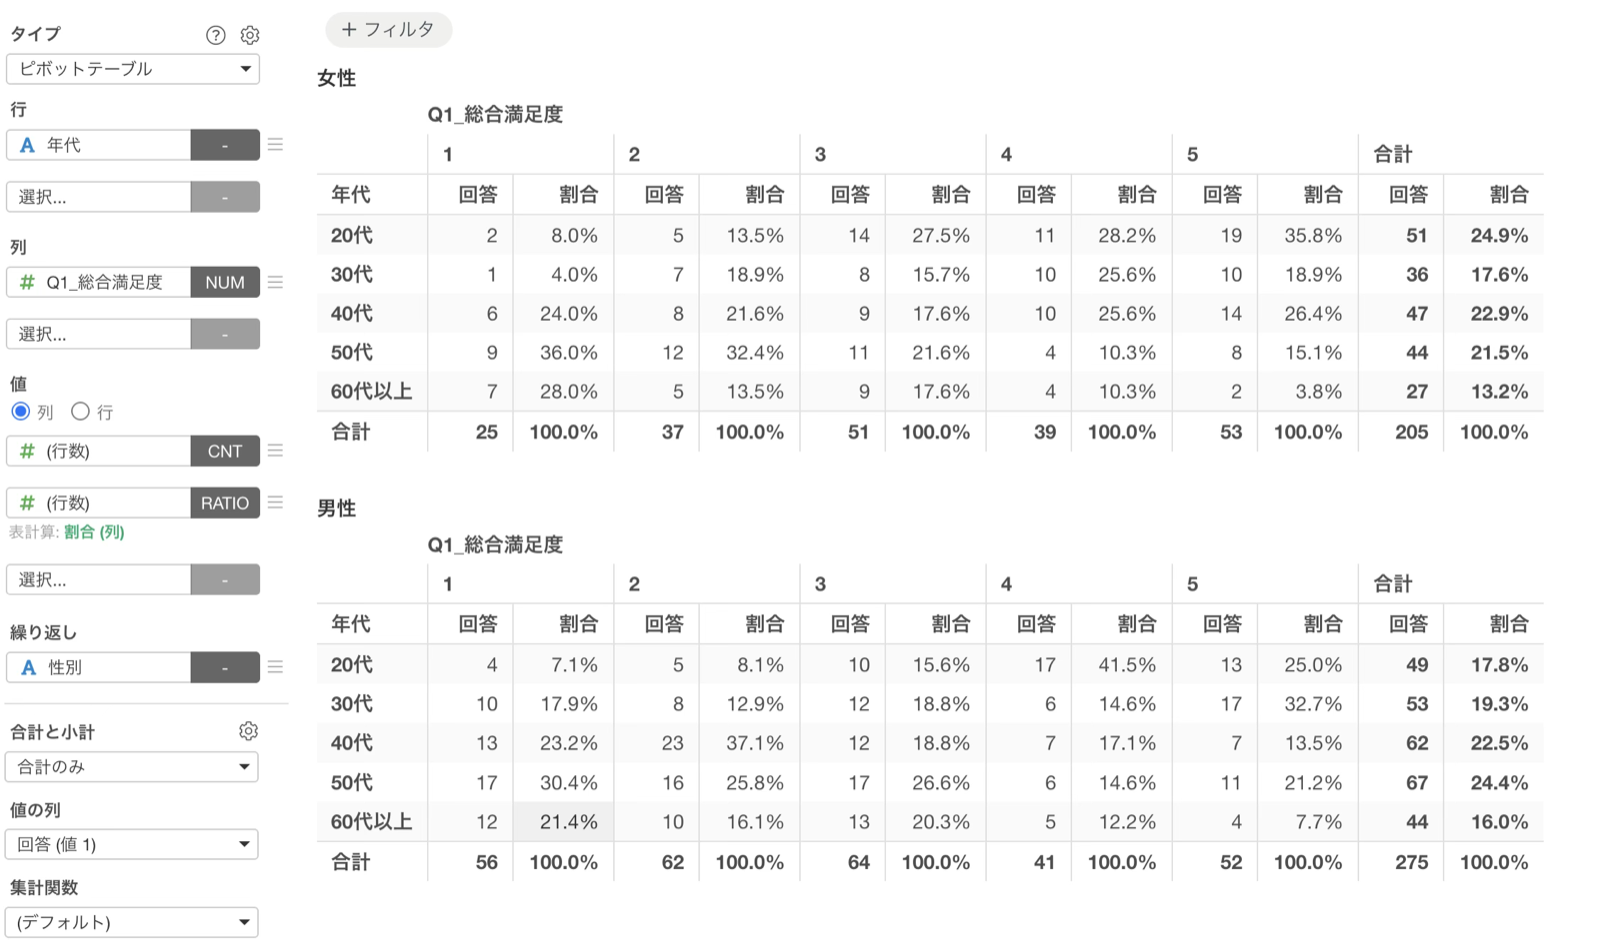 タイプ
ピボットテーブル
行
A 年代 -
選択... -
列
# Q1_総合満足度 NUM
選択... -
値
列 行
# (行数) CNT
# (行数) RATIO
表計算: 割合 (列)
選択... -
繰り返し
A 性別 -
合計と小計
合計のみ
値の列
回答 (値 1)
集計関数
(デフォルト)
+ フィルタ
女性
Q1_総合満足度
1 2 3 4 5 合計
年代 回答 割合 回答 割合 回答 割合 回答 割合 回答 割合 回答 割合
20代 2 8.0% 5 13.5% 14 27.5% 11 28.2% 19 35.8% 51 24.9%
30代 1 4.0% 7 18.9% 8 15.7% 10 25.6% 10 18.9% 36 17.6%
40代 6 24.0% 8 21.6% 9 17.6% 10 25.6% 14 26.4% 47 22.9%
50代 9 36.0% 12 32.4% 11 21.6% 4 10.3% 8 15.1% 44 21.5%
60代以上 7 28.0% 5 13.5% 9 17.6% 4 10.3% 2 3.8% 27 13.2%
合計 25 100.0% 37 100.0% 51 100.0% 39 100.0% 53 100.0% 205 100.0%
男性
Q1_総合満足度
1 2 3 4 5 合計
年代 回答 割合 回答 割合 回答 割合 回答 割合 回答 割合 回答 割合
20代 4 7.1% 5 8.1% 10 15.6% 17 41.5% 13 25.0% 49 17.8%
30代 10 17.9% 8 12.9% 12 18.8% 6 14.6% 17 32.7% 53 19.3%
40代 13 23.2% 23 37.1% 12 18.8% 7 17.1% 7 13.5% 62 22.5%
50代 17 30.4% 16 25.8% 17 26.6% 6 14.6% 11 21.2% 67 24.4%
60代以上 12 21.4% 10 16.1% 13 20.3% 5 12.2% 4 7.7% 44 16.0%
合計 56 100.0% 62 100.0% 64 100.0% 41 100.0% 52 100.0% 275 100.0%